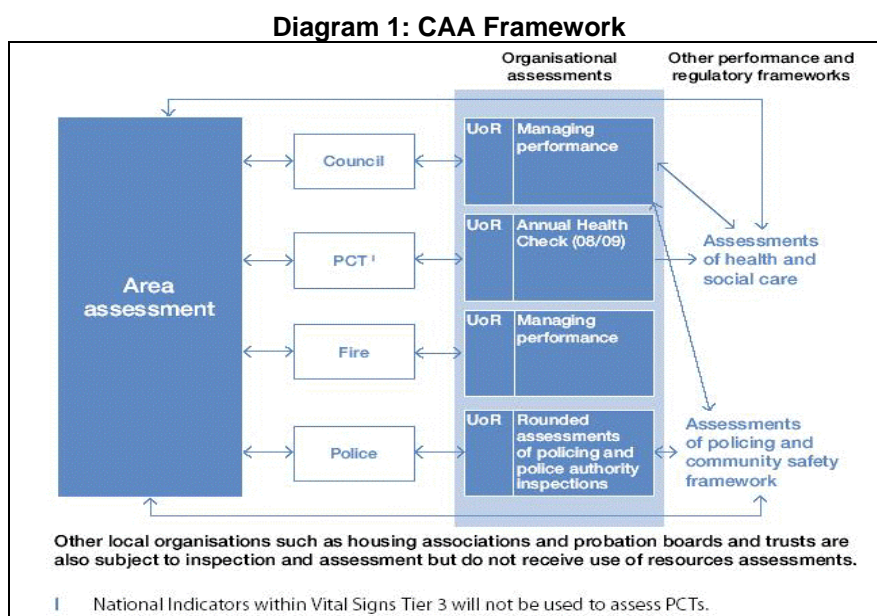 Diagram 1: CAA Framework
Organisational
assessments
Other performance and
regulatory frameworks
Area
assessment
Council
UoR
Managing
performance
PCT I
UoR
Annual Health
Check (08/09)
Assessments
of health and
social care
Fire
UoR
Managing
performance
Police
UoR
Rounded
assessments
of policing and
police authority
inspections
Assessments
of policing and
community safety
framework
Other local organisations such as housing associations and probation boards and trusts are
also subject to inspection and assessment but do not receive use of resources assessments.
I National Indicators within Vital Signs Tier 3 will not be used to assess PCTs.